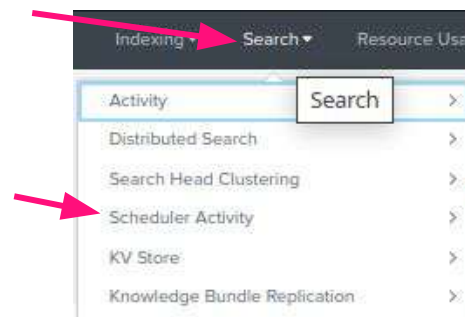 Indexing Search Resource Usa
Activity
Search
Distributed Search
Search Head Clustering
Scheduler Activity
KV Store
Knowledge Bundle Replication